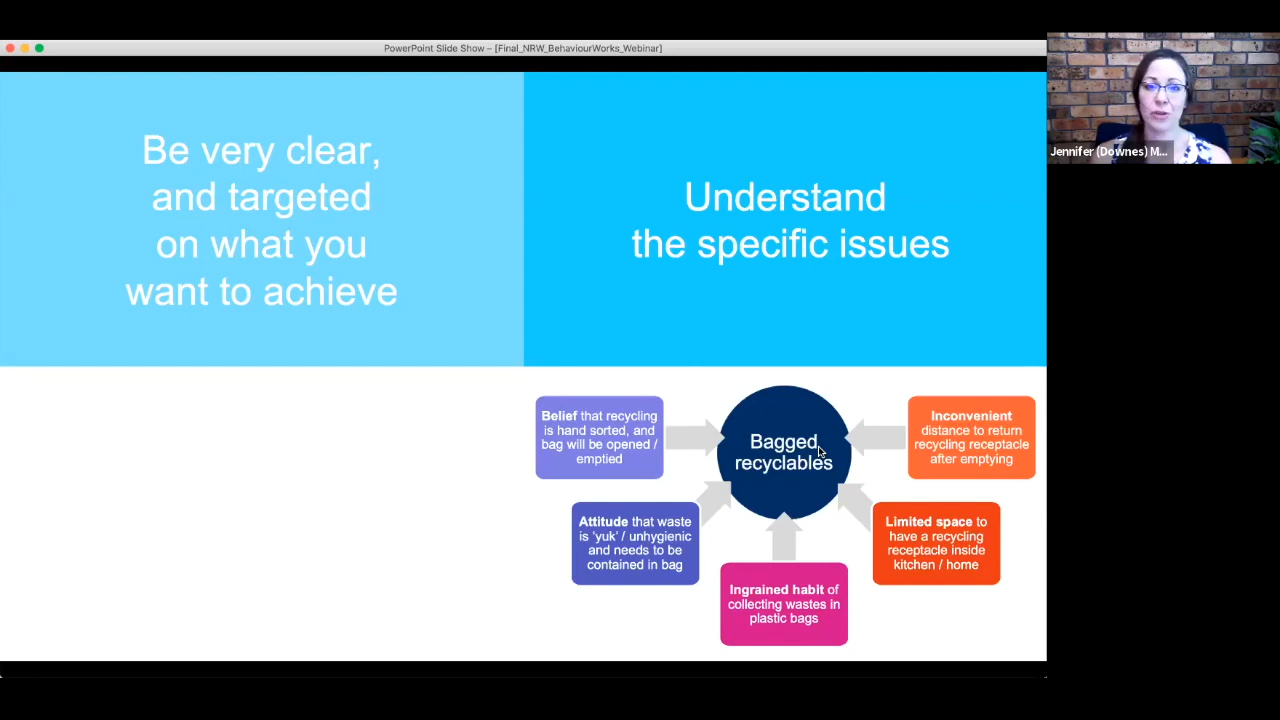 PowerPoint Slide Show – [Final_NRW_BehaviourWorks_Webinar]
Jennifer (Downes) M...
Be very clear,
and targeted
on what you
want to achieve
Understand
the specific issues
Belief that recycling
is hand sorted, and
bag will be opened /
emptied
Bagged
recyclables
Inconvenient
distance to return
recycling receptacle
after emptying
Attitude that waste
is 'yuk' / unhygienic
and needs to be
contained in bag
Limited space to
have a recycling
receptacle inside
kitchen / home
Ingrained habit of
collecting wastes in
plastic bags